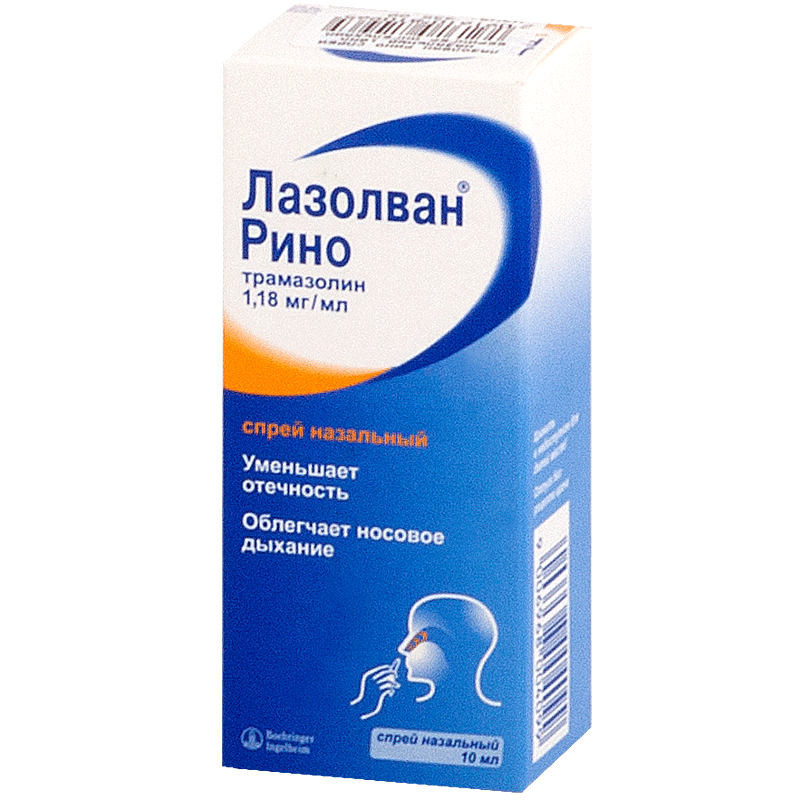 Лазолван®
Рино
трамазолин
1,18 мг/мл
спрей назальный
Уменьшает
отечность
Облегчает носовое
дыхание
Boehringer
Ingelheim
спрей назальный
10 мл